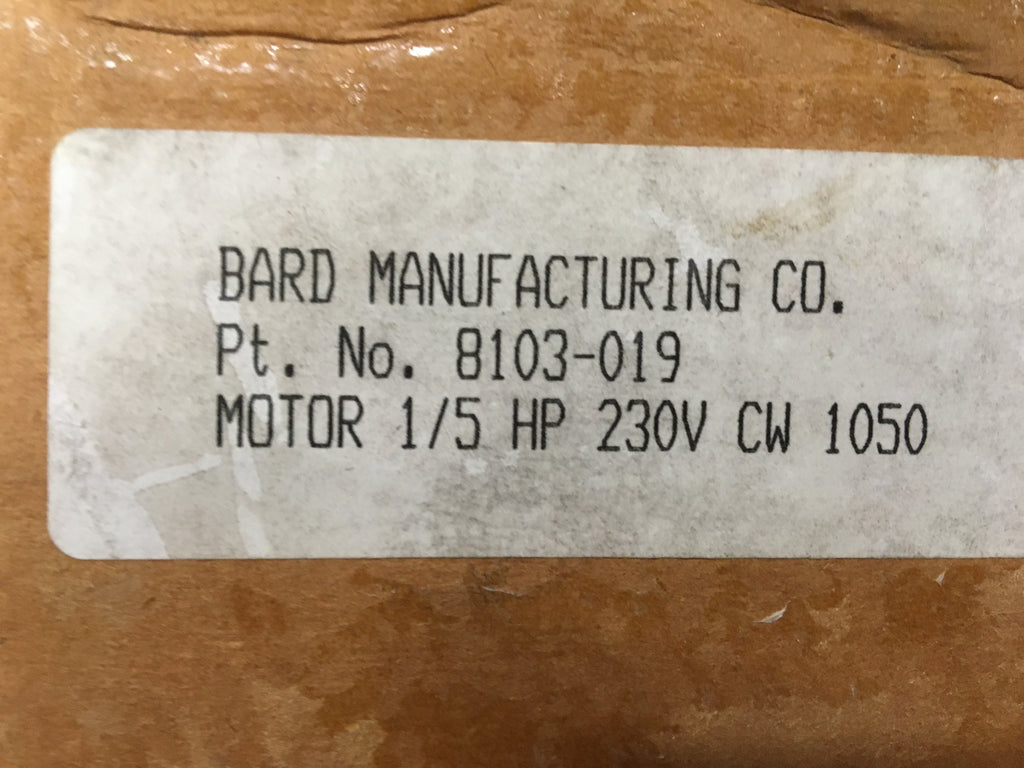 BARD MANUFACTURING CO.
Pt. No. 8103-019
MOTOR 1/5 HP 230V CW 1050